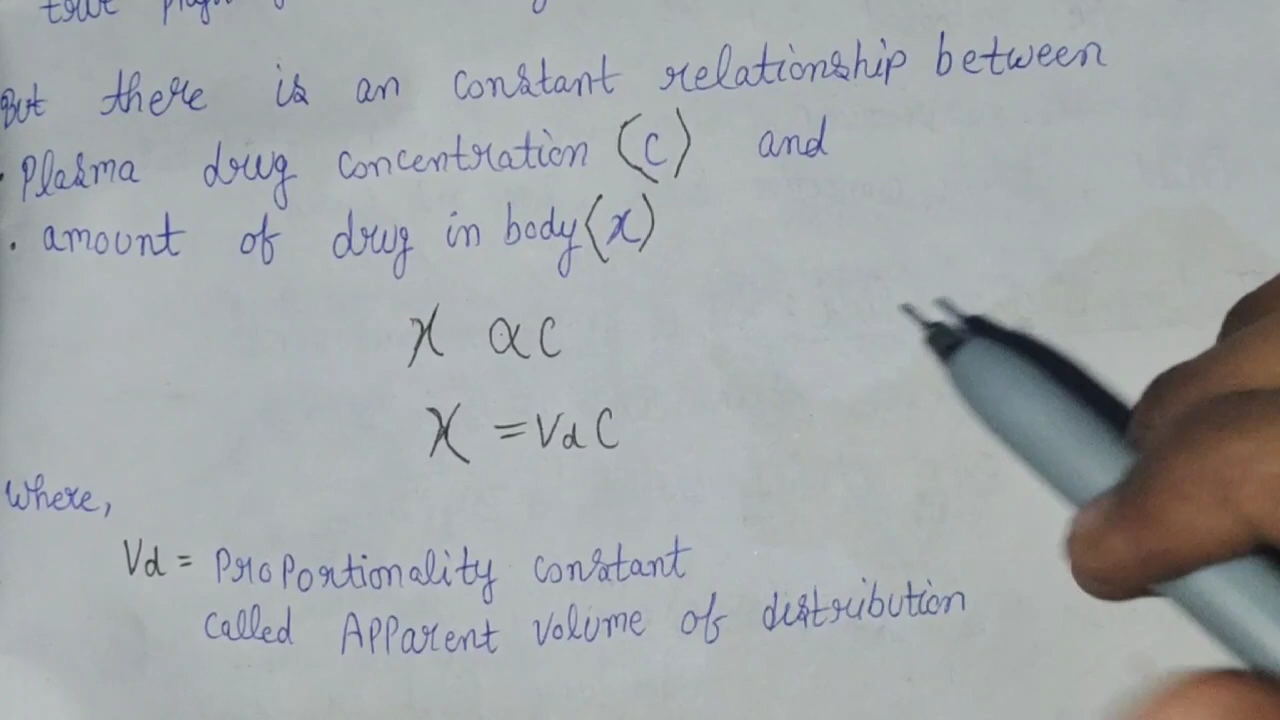 But there is an constant relationship between
. Plasma drug concentration (C) and
. amount of drug in body (x)
X ∝ C
X = Vd C
Where,
Vd = Proportionality constant
called Apparent volume of distribution